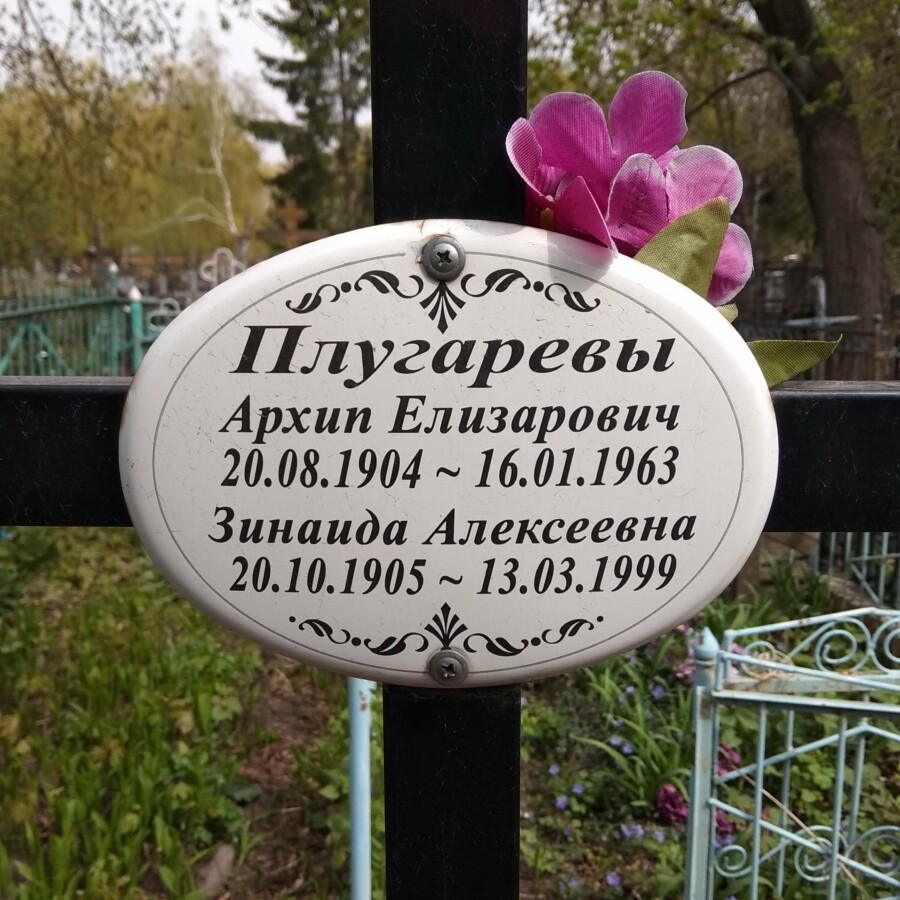 Плугаревы
Архип Елизарович
20.08.1904 ~ 16.01.1963
Зинаида Алексеевна
20.10.1905 ~ 13.03.1999